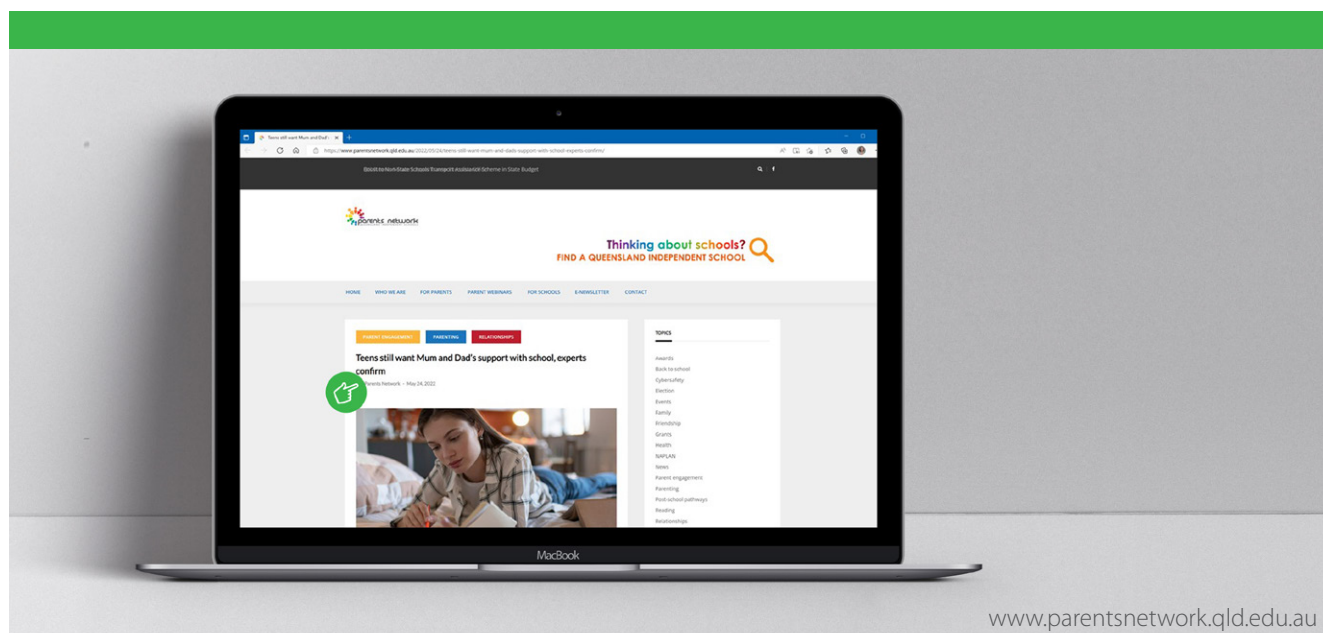 Teens still want Mum and Dad's
https://www.parentsnetwork.qld.edu.au/2022/05/24/teens-still-want-mum-and-dads-support-with-school-experts-confirm/
Scheme in State Budget
parents network
Thinking about schools?
FIND A QUEENSLAND INDEPENDENT SCHOOL
HOME WHO WE ARE FOR PARENTS PARENT WEBINARS FOR SCHOOLS E-NEWSLETTER CONTACT
PARENT ENGAGEMENT PARENTING RELATIONSHIPS
Teens still want Mum and Dad's support with school, experts
confirm
Parents Network - May 24, 2022
TOPICS
Awards
Back to school
Cybersafety
Election
Events
Family
Friendship
Grants
Health
NAPLAN
News
Parent engagement
Parenting
Post-school pathways
Reading
Relationships
MacBook
www.parentsnetwork.qld.edu.au